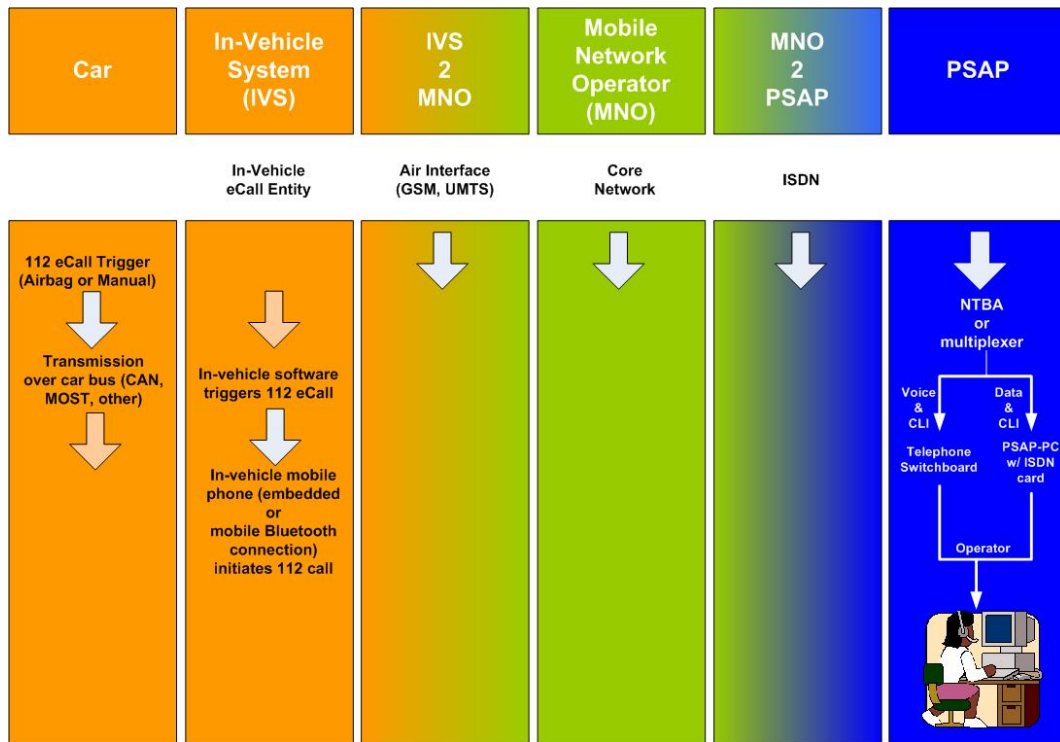 Car
In-Vehicle
System
(IVS)
IVS
2
MNO
Mobile
Network
Operator
(MNO)
MNO
2
PSAP
PSAP
In-Vehicle
eCall Entity
Air Interface
(GSM, UMTS)
Core
Network
ISDN
112 eCall Trigger
(Airbag or Manual)
Transmission
over car bus (CAN,
MOST, other)
In-vehicle software
triggers 112 eCall
In-vehicle mobile
phone (embedded
or
mobile Bluetooth
connection)
initiates 112 call
NTBA
or
multiplexer
Voice
&
CLI
Data
&
CLI
Telephone
Switchboard
PSAP-PC
w/ ISDN
card
Operator